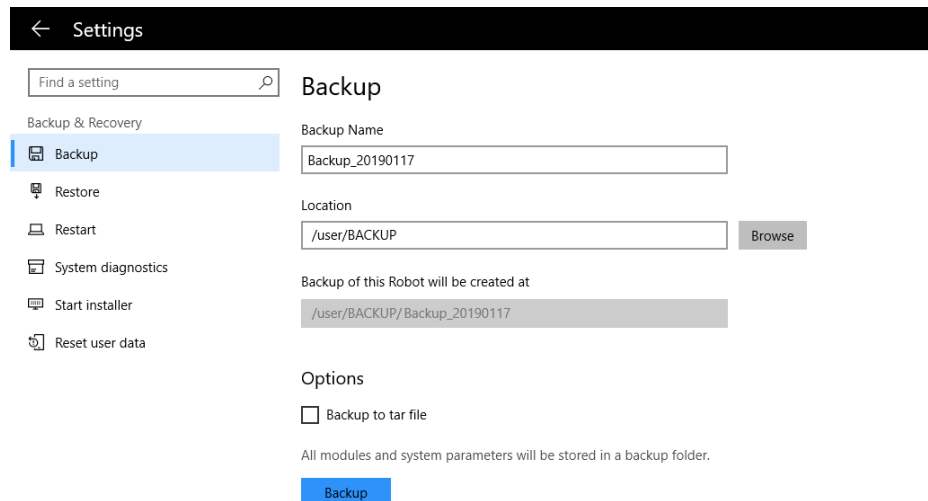 Settings
Find a setting
Backup & Recovery
Backup
Restore
Restart
System diagnostics
Start installer
Reset user data
Backup
Backup Name
Backup_20190117
Location
/user/BACKUP
Browse
Backup of this Robot will be created at
/user/BACKUP/Backup_20190117
Options
Backup to tar file
All modules and system parameters will be stored in a backup folder.
Backup